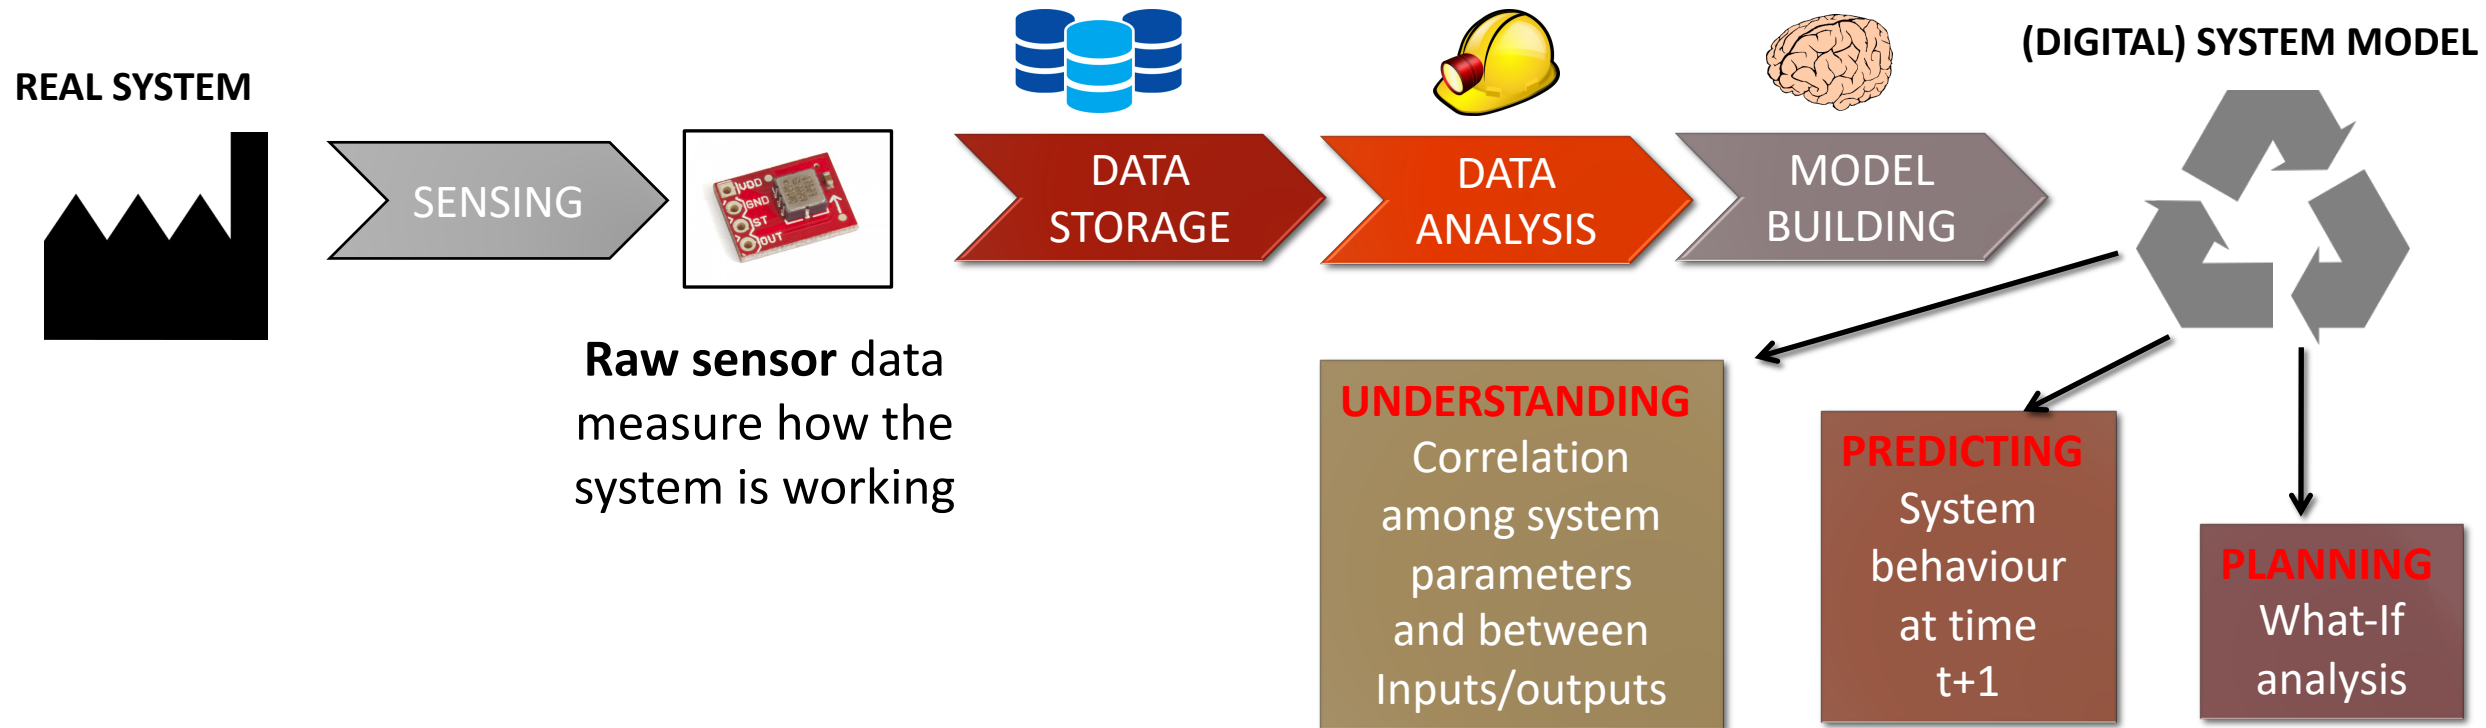 REAL SYSTEM
(DIGITAL) SYSTEM MODEL
SENSING
VDD
GND
ST
OUT
DATA
STORAGE
DATA
ANALYSIS
MODEL
BUILDING
Raw sensor data
measure how the
system is working
UNDERSTANDING
Correlation
among system
parameters
and between
Inputs/outputs
PREDICTING
System
behaviour
at time
t+1
PLANNING
What-If
analysis